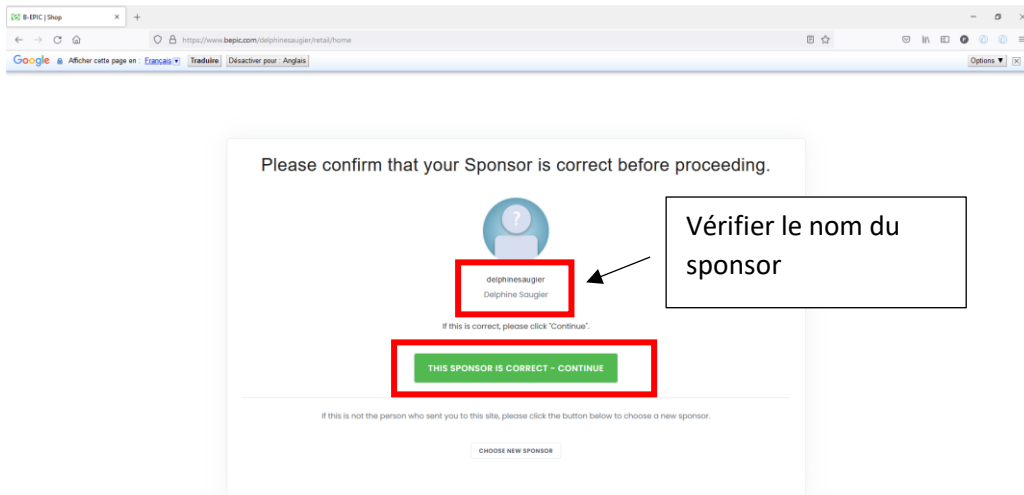 B-EPIC | Shop
https://www.bepic.com/delphinesaugier/retail/home
Google Afficher cette page en : Français Traduire Désactiver pour : Anglais Options
Please confirm that your Sponsor is correct before proceeding.
?
Vérifier le nom du
sponsor
delphinesaugier
Delphine Saugier
If this is correct, please click "Continue".
THIS SPONSOR IS CORRECT - CONTINUE
If this is not the person who sent you to this site, please click the button below to choose a new sponsor.
CHOOSE NEW SPONSOR